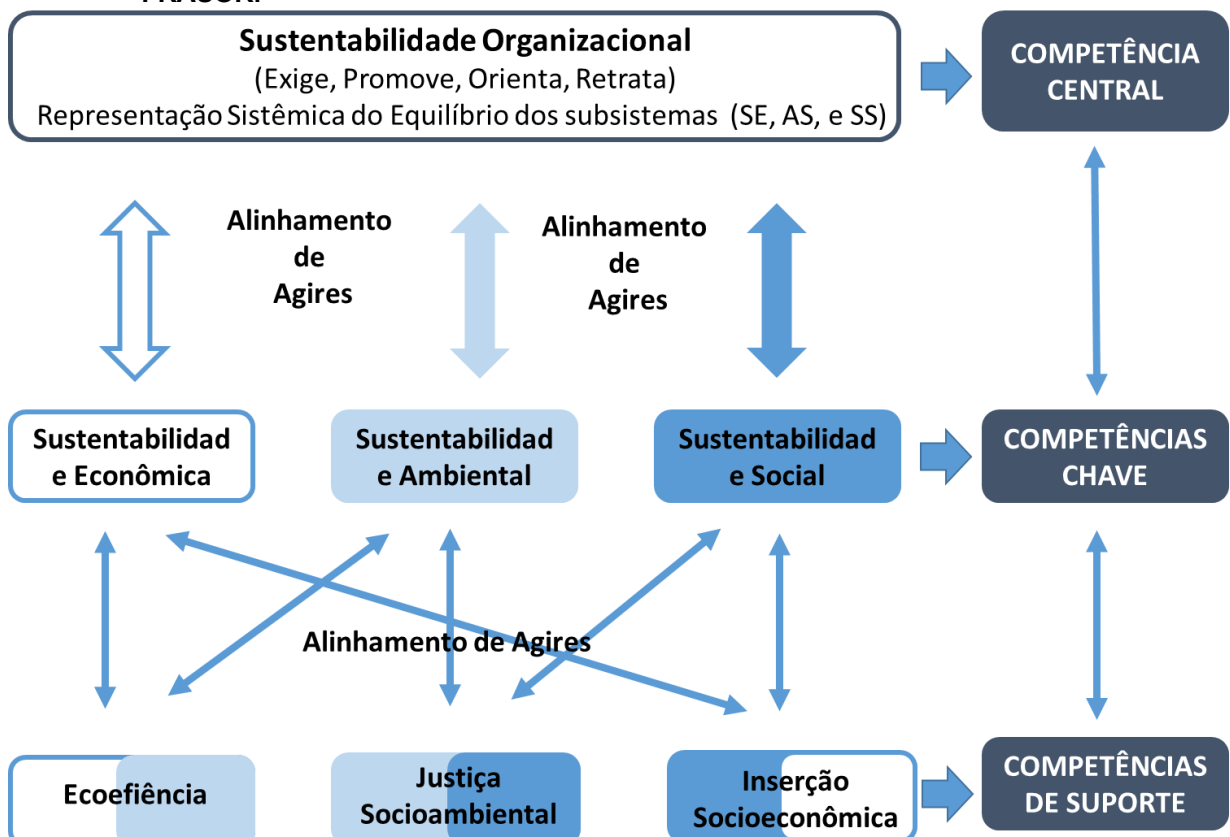 Sustentabilidade Organizacional
(Exige, Promove, Orienta, Retrata)
Representação Sistêmica do Equilíbrio dos subsistemas (SE, AS, e SS)
COMPETÊNCIA
CENTRAL
Alinhamento
de
Agires
Alinhamento
de
Agires
Sustentabilidad
e Econômica
Sustentabilidad
e Ambiental
Sustentabilidad
e Social
COMPETÊNCIAS
CHAVE
Alinhamento de Agires
Ecoefiência
Justiça
Socioambiental
Inserção
Socioeconômica
COMPETÊNCIAS
DE SUPORTE